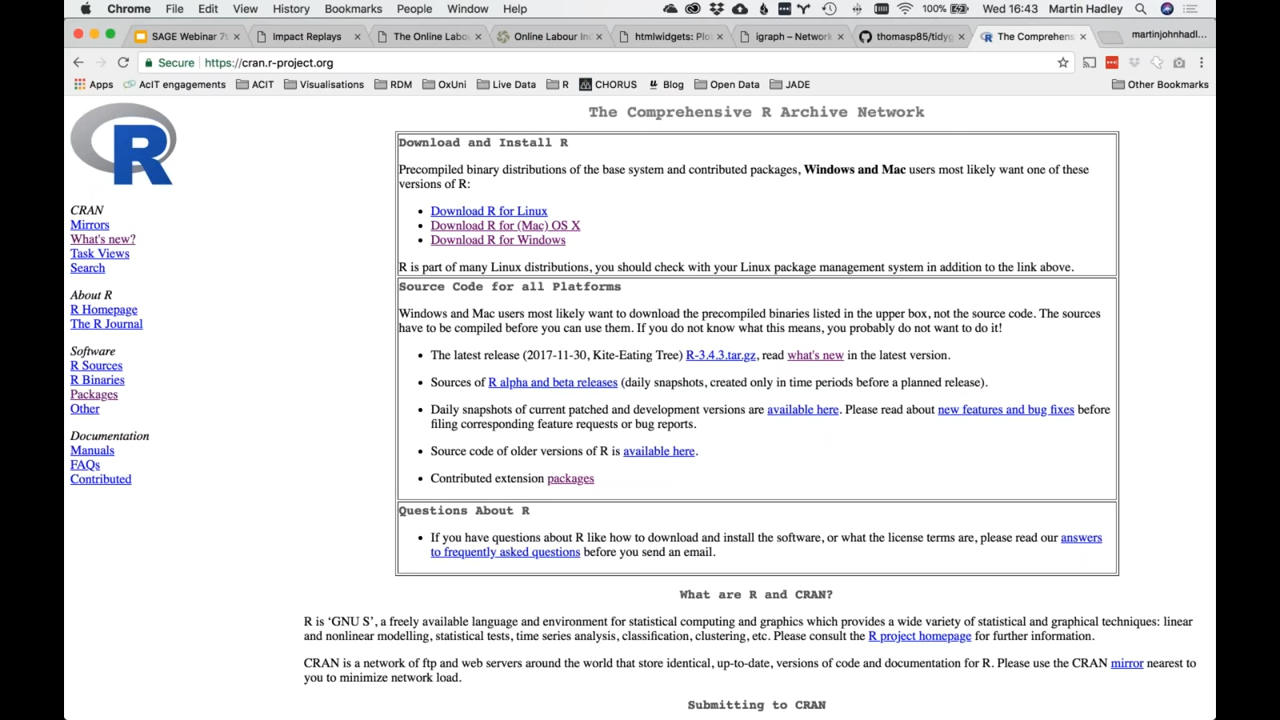 Chrome File Edit View History Bookmarks People Window Help 100% Wed 16:43 Martin Hadley
SAGE Webinar Impact Replays The Online Labo Online Labour In htmlwidgets: Plo igraph – Network thomasp85/tidyg The Comprehens martinjohnhadl...
Secure https://cran.r-project.org
Apps AcIT engagements ACIT Visualisations RDM OxUni Live Data R CHORUS Blog Open Data JADE Other Bookmarks
R
CRAN
Mirrors
What's new?
Task Views
Search
About R
R Homepage
The R Journal
Software
R Sources
R Binaries
Packages
Other
Documentation
Manuals
FAQs
Contributed
The Comprehensive R Archive Network
Download and Install R
Precompiled binary distributions of the base system and contributed packages, Windows and Mac users most likely want one of these
versions of R:
• Download R for Linux
• Download R for (Mac) OS X
• Download R for Windows
R is part of many Linux distributions, you should check with your Linux package management system in addition to the link above.
Source Code for all Platforms
Windows and Mac users most likely want to download the precompiled binaries listed in the upper box, not the source code. The sources
have to be compiled before you can use them. If you do not know what this means, you probably do not want to do it!
• The latest release (2017-11-30, Kite-Eating Tree) R-3.4.3.tar.gz, read what's new in the latest version.
• Sources of R alpha and beta releases (daily snapshots, created only in time periods before a planned release).
• Daily snapshots of current patched and development versions are available here. Please read about new features and bug fixes before
filing corresponding feature requests or bug reports.
• Source code of older versions of R is available here.
• Contributed extension packages
Questions About R
• If you have questions about R like how to download and install the software, or what the license terms are, please read our answers
to frequently asked questions before you send an email.
What are R and CRAN?
R is ‘GNU S’, a freely available language and environment for statistical computing and graphics which provides a wide variety of statistical and graphical techniques: linear
and nonlinear modelling, statistical tests, time series analysis, classification, clustering, etc. Please consult the R project homepage for further information.
CRAN is a network of ftp and web servers around the world that store identical, up-to-date, versions of code and documentation for R. Please use the CRAN mirror nearest to
you to minimize network load.
Submitting to CRAN